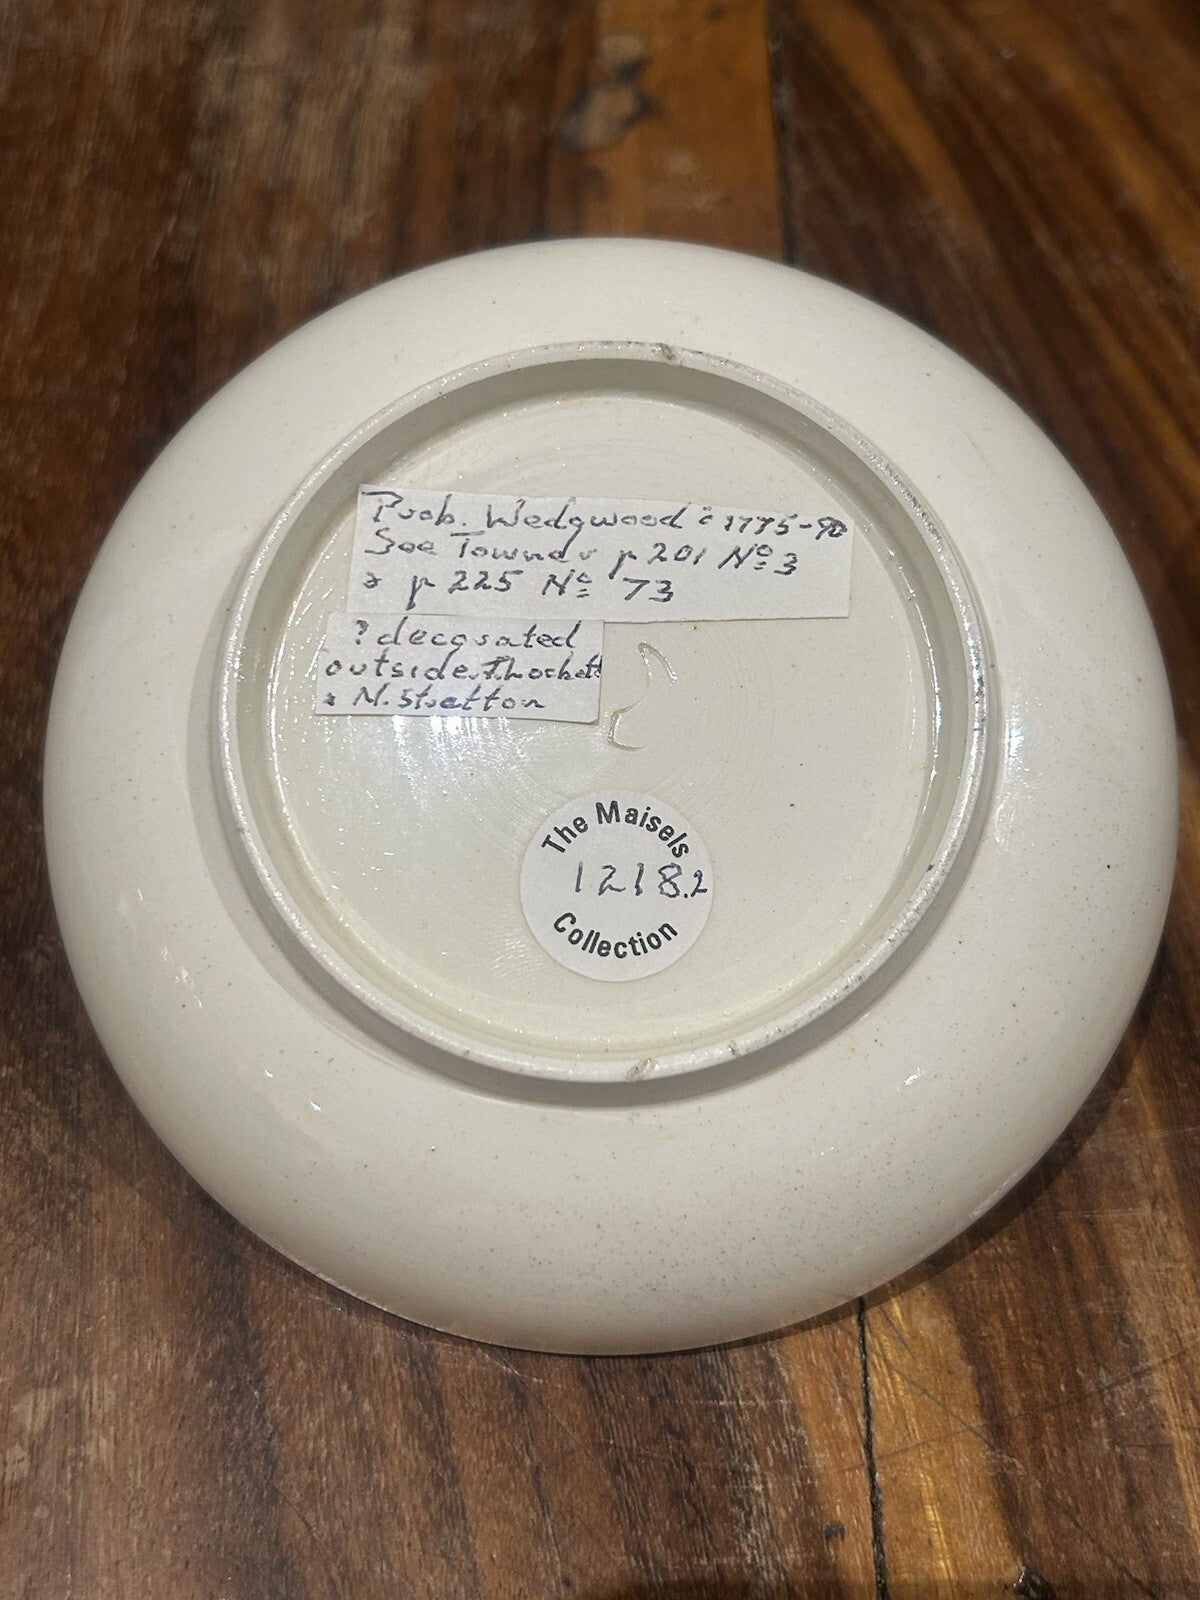 Prob. Wedgwood c 1775-90
See Towner p 201 Nº 3
& p 225 Nº 73
? decorated
outside. T. Lockett
& N. Stretton
The Maisels
1218.2
Collection